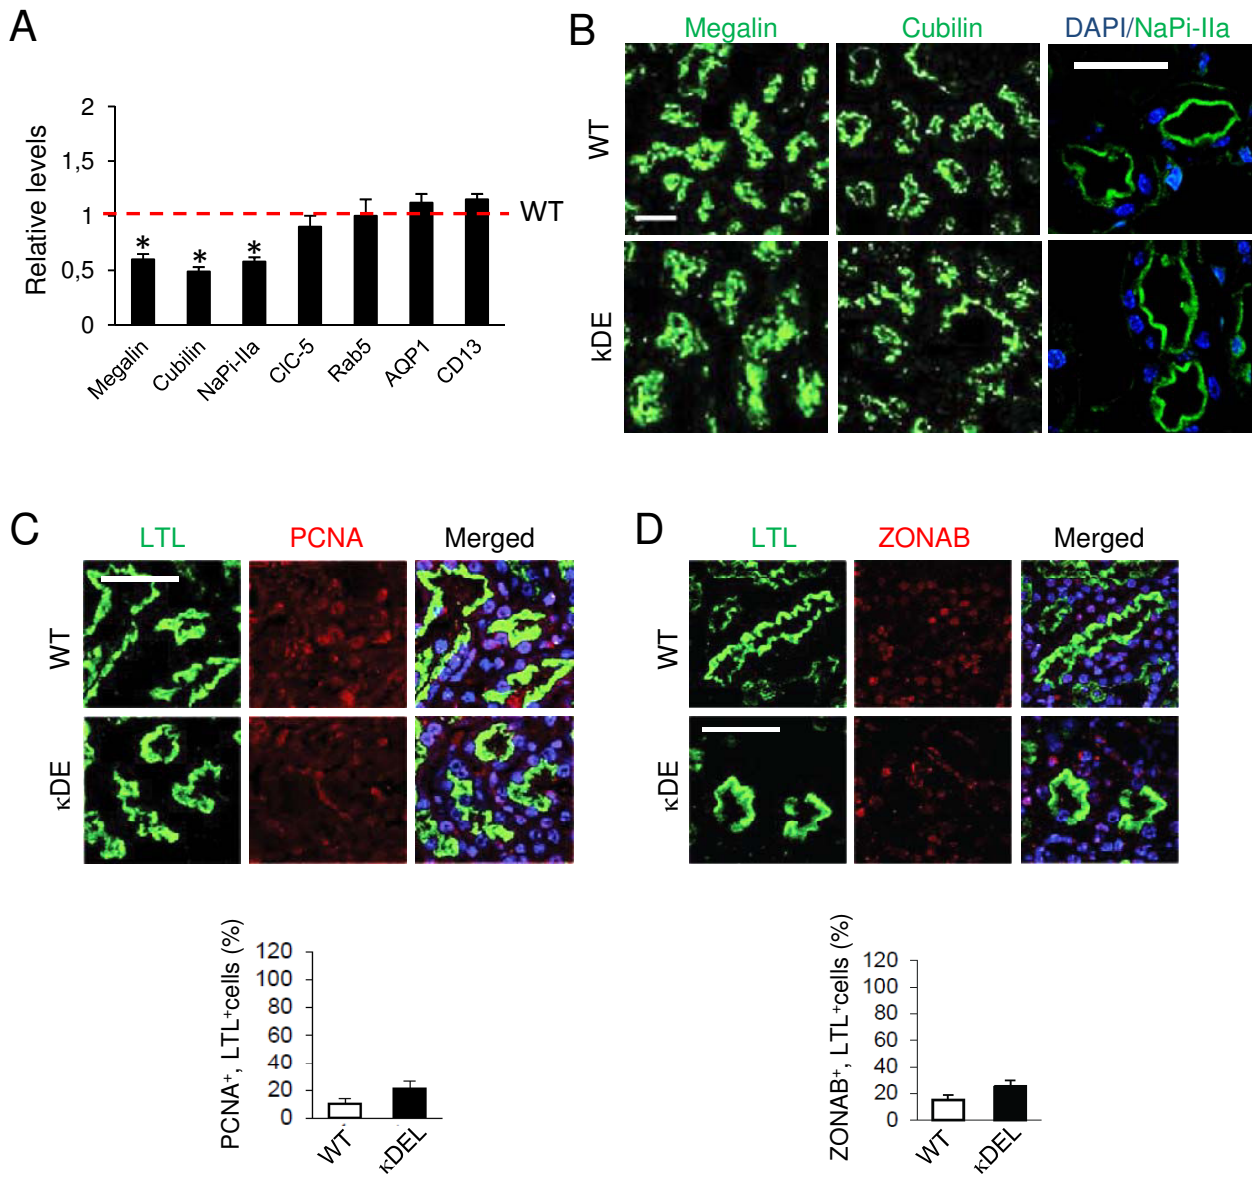 A
Relative levels
2
1,5
1
0,5
0
WT
*
*
*
Megalin
Cubilin
NaPi-IIa
ClC-5
Rab5
AQP1
CD13
B
Megalin
Cubilin
DAPI/NaPi-IIa
WT
kDE
C
LTL
PCNA
Merged
WT
κDE
PCNA⁺, LTL⁺cells (%)
120
100
80
60
40
20
0
WT
κDEL
D
LTL
ZONAB
Merged
WT
κDE
ZONAB⁺, LTL⁺cells (%)
120
100
80
60
40
20
0
WT
κDEL